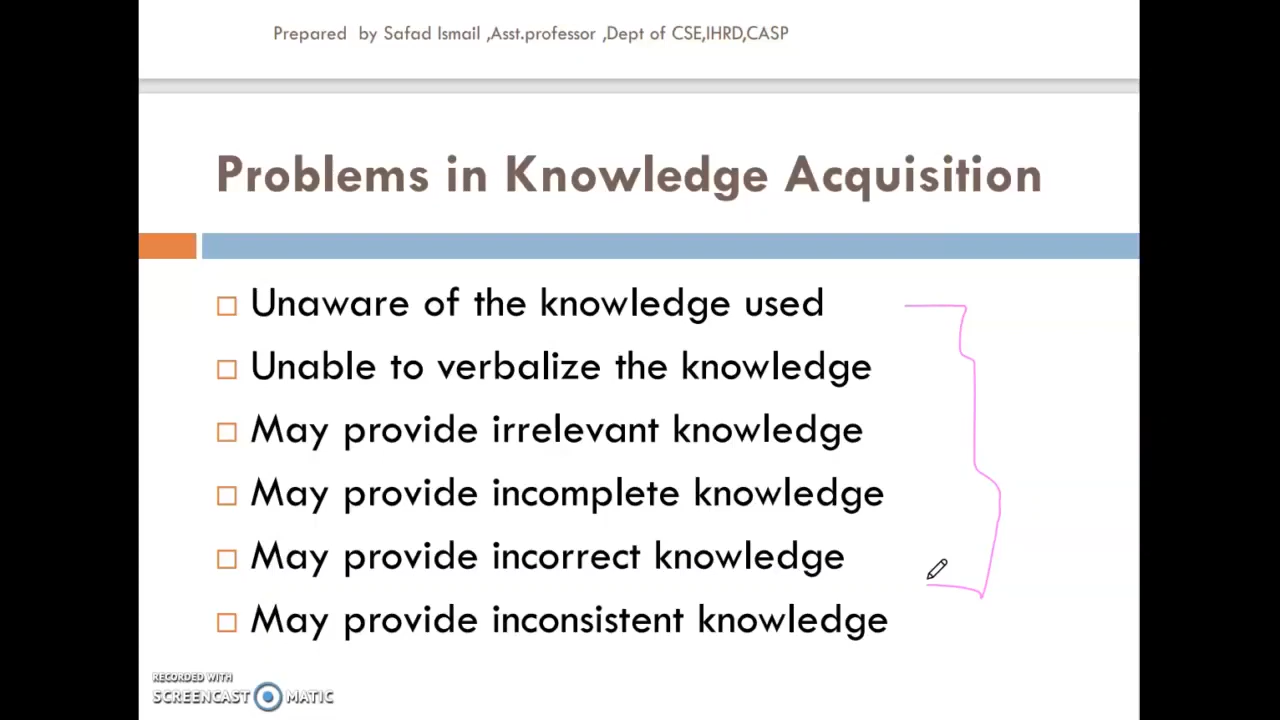 Prepared  by Safad Ismail ,Asst.professor ,Dept of CSE,IHRD,CASP
Problems in Knowledge Acquisition
Unaware of the knowledge used
Unable to verbalize the knowledge
May provide irrelevant knowledge
May provide incomplete knowledge
May provide incorrect knowledge
May provide inconsistent knowledge
RECORDED WITH
SCREENCAST MATIC